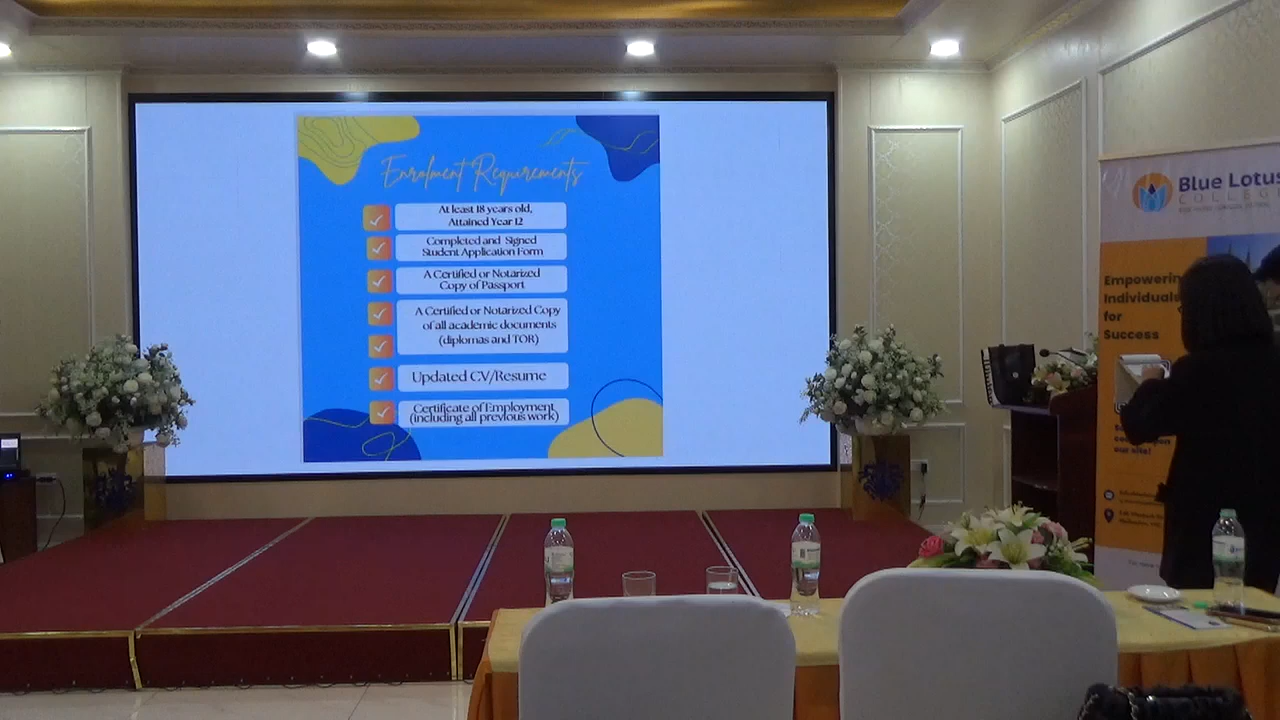 Enrolment Requirements
At least 18 years old,
Attained Year 12
Completed and Signed
Student Application Form
A Certified or Notarized
Copy of Passport
A Certified or Notarized Copy
of all academic documents
(diplomas and TOR)
Updated CV/Resume
Certificate of Employment
(including all previous work)
Blue Lotus
COLLEGE
Empowering
Individuals
for
Success
our site!